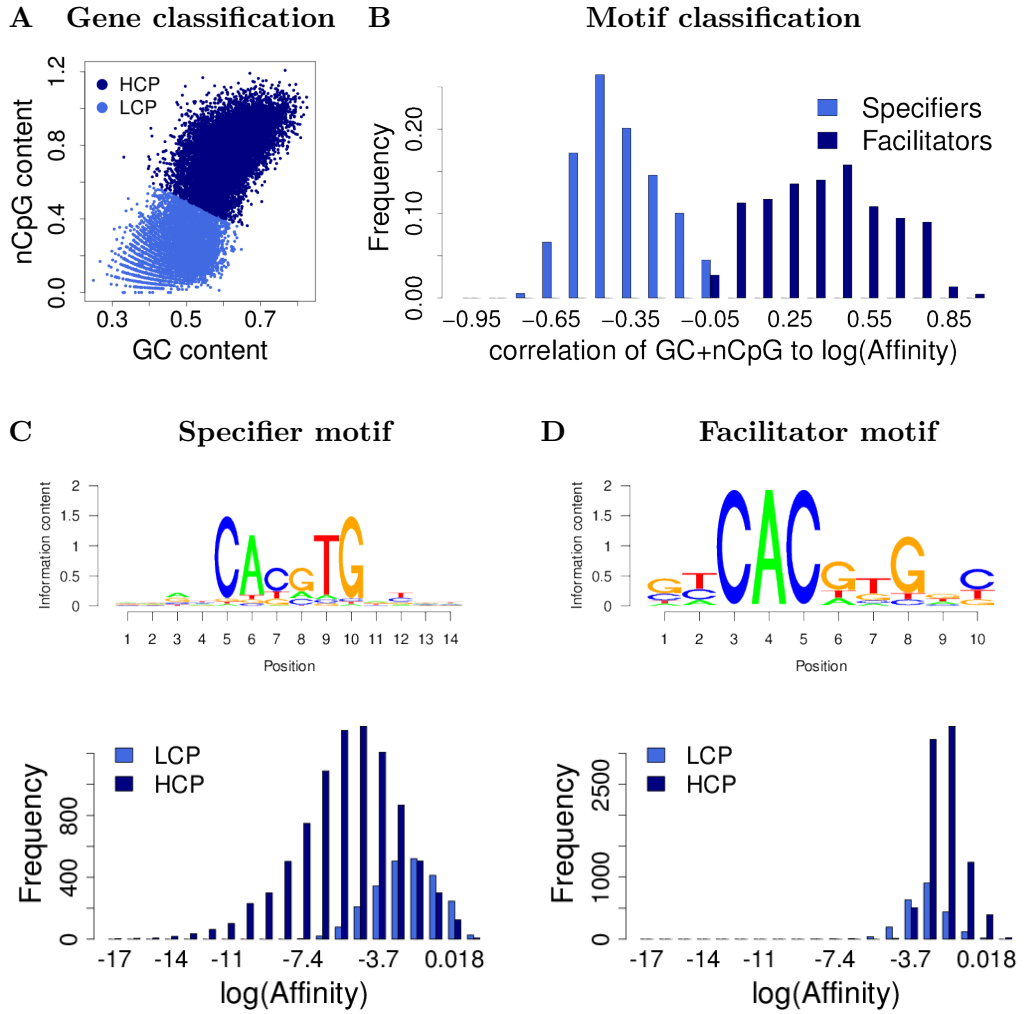 A Gene classification
B Motif classification
HCP
LCP
nCpG content
0.0 0.4 0.8 1.2
0.3 0.5 0.7
GC content
Specifiers
Facilitators
Frequency
0.00 0.10 0.20
−0.95 −0.65 −0.35 −0.05 0.25 0.55 0.85
correlation of GC+nCpG to log(Affinity)
C Specifier motif
D Facilitator motif
Information content
0 0.5 1 1.5 2
CACGTG
1 2 3 4 5 6 7 8 9 10 11 12 13 14
Position
Information content
0 0.5 1 1.5 2
GTCACGTGGC
1 2 3 4 5 6 7 8 9 10
Position
LCP
HCP
Frequency
0 400 800
-17 -14 -11 -7.4 -3.7 0.018
log(Affinity)
LCP
HCP
Frequency
0 1000 2500
-17 -14 -11 -7.4 -3.7 0.018
log(Affinity)